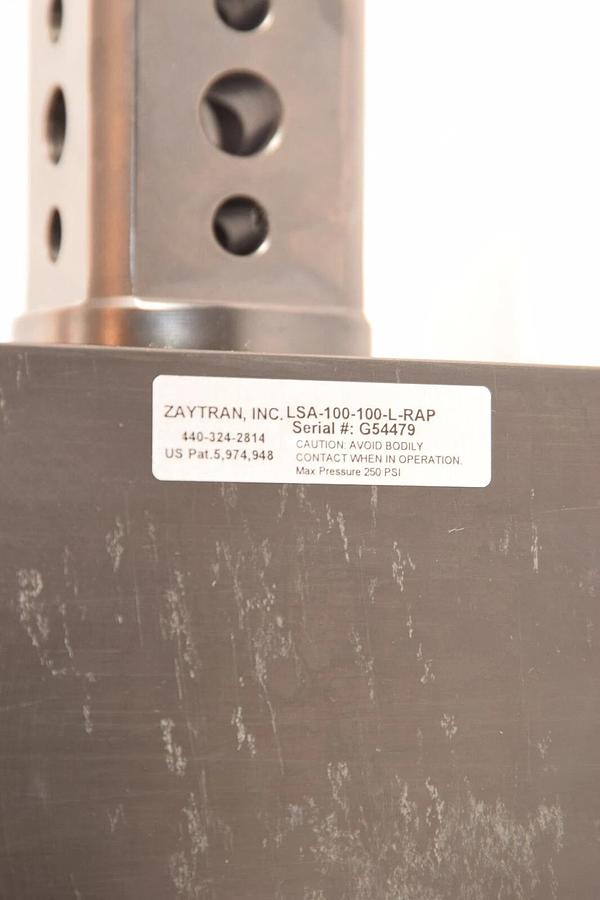 ZAYTRAN, INC.
440-324-2814
US Pat.5,974,948
LSA-100-100-L-RAP
Serial #: G54479
CAUTION: AVOID BODILY
CONTACT WHEN IN OPERATION.
Max Pressure 250 PSI